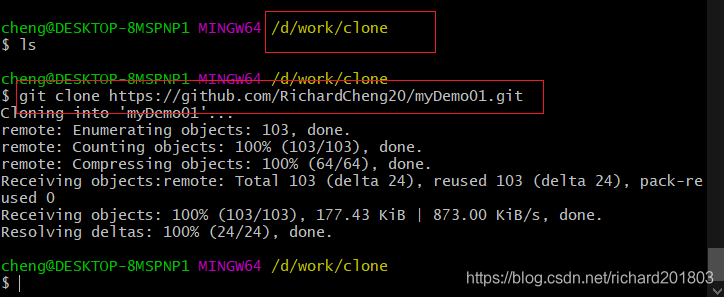 cheng@DESKTOP-8MSPNP1 MINGW64 /d/work/clone
$ ls
cheng@DESKTOP-8MSPNP1 MINGW64 /d/work/clone
$ git clone https://github.com/RichardCheng20/myDemo01.git
Cloning into 'myDemo01'...
remote: Enumerating objects: 103, done.
remote: Counting objects: 100% (103/103), done.
remote: Compressing objects: 100% (64/64), done.
Receiving objects:remote: Total 103 (delta 24), reused 103 (delta 24), pack-re
used 0
Receiving objects: 100% (103/103), 177.43 KiB | 873.00 KiB/s, done.
Resolving deltas: 100% (24/24), done.
cheng@DESKTOP-8MSPNP1 MINGW64 /d/work/clone
$
https://blog.csdn.net/richard201803